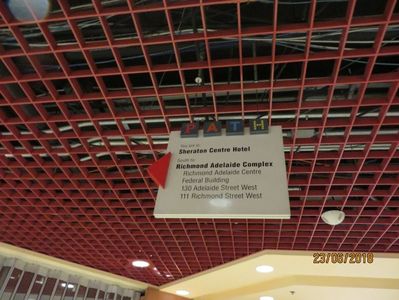 PATH
You are in
Sheraton Centre Hotel
South to
Richmond Adelaide Complex
Richmond Adelaide Centre
Federal Building
130 Adelaide Street West
111 Richmond Street West
23/06/2018